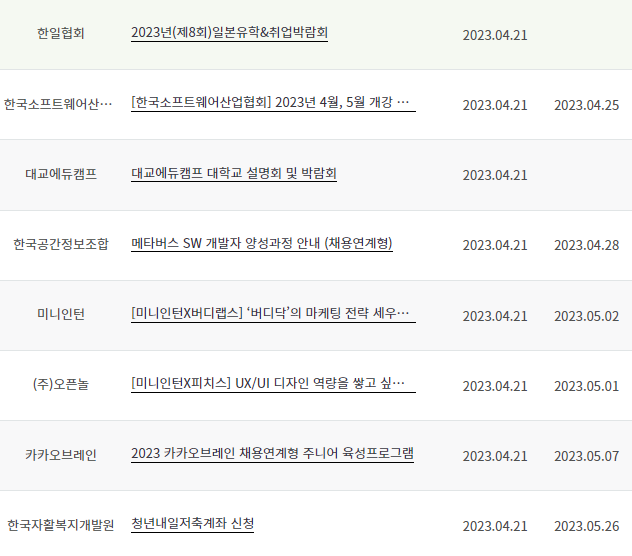 한일협회 2023년(제8회)일본유학&취업박람회 2023.04.21
한국소프트웨어산… [한국소프트웨어산업협회] 2023년 4월, 5월 개강 … 2023.04.21 2023.04.25
대교에듀캠프 대교에듀캠프 대학교 설명회 및 박람회 2023.04.21
한국공간정보조합 메타버스 SW 개발자 양성과정 안내 (채용연계형) 2023.04.21 2023.04.28
미니인턴 [미니인턴X버디랩스] ‘버디닥’의 마케팅 전략 세우… 2023.04.21 2023.05.02
(주)오픈놀 [미니인턴X피치스] UX/UI 디자인 역량을 쌓고 싶… 2023.04.21 2023.05.01
카카오브레인 2023 카카오브레인 채용연계형 주니어 육성프로그램 2023.04.21 2023.05.07
한국자활복지개발원 청년내일저축계좌 신청 2023.04.21 2023.05.26